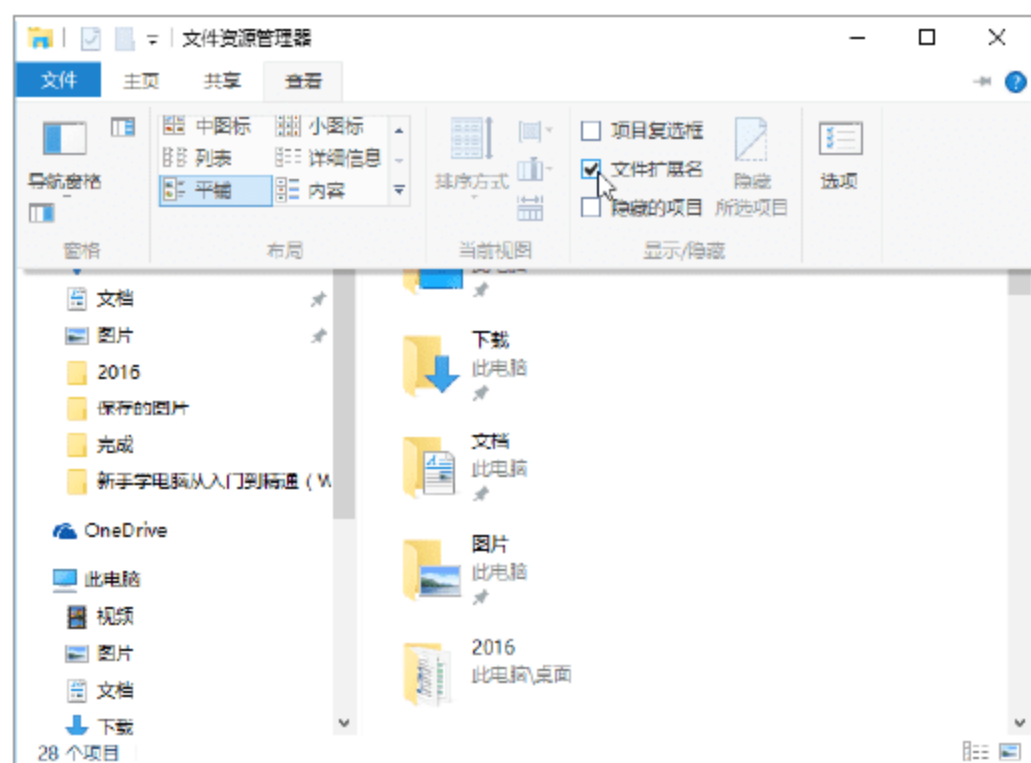 文件资源管理器
文件 主页 共享 查看
导航窗格
窗格
中图标 小图标
列表 详细信息
平铺 内容
布局
排序方式
当前视图
项目复选框
文件扩展名
隐藏的项目
隐藏
所选项目
显示/隐藏
选项
文档
图片
2016
保存的图片
完成
新手学电脑从入门到精通（W
OneDrive
此电脑
视频
图片
文档
下载
下载
此电脑
文档
此电脑
图片
此电脑
2016
此电脑\桌面
28 个项目